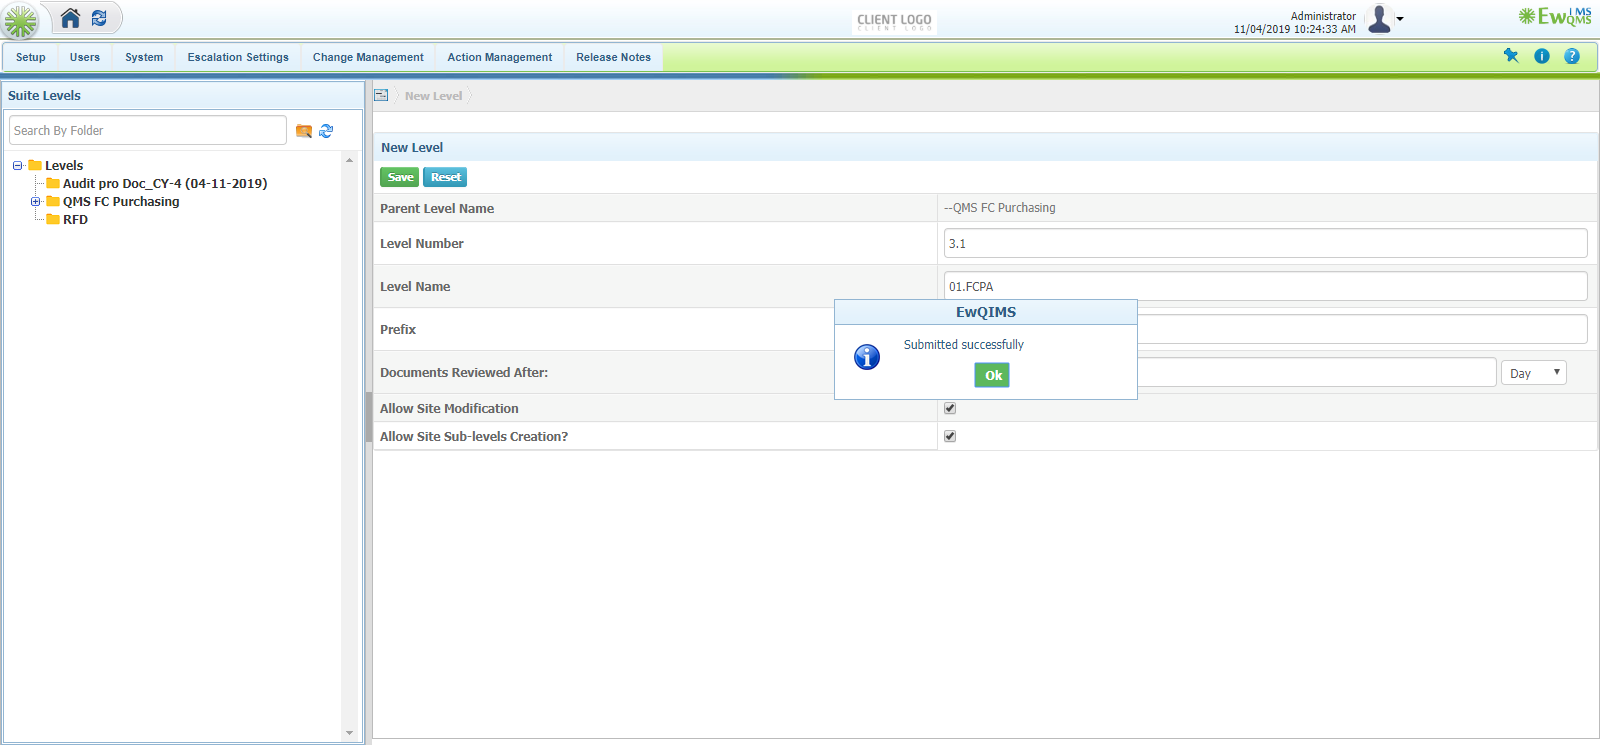 CLIENT LOGO
CLIENT LOGO
Administrator
11/04/2019 10:24:33 AM
EwQIMS
QMS
Setup Users System Escalation Settings Change Management Action Management Release Notes
Suite Levels
New Level
Search By Folder
Levels
Audit pro Doc_CY-4 (04-11-2019)
QMS FC Purchasing
RFD
New Level
Save Reset
Parent Level Name --QMS FC Purchasing
Level Number 3.1
Level Name 01.FCPA
Prefix
Documents Reviewed After: Day
Allow Site Modification
Allow Site Sub-levels Creation?
EwQIMS
Submitted successfully
Ok